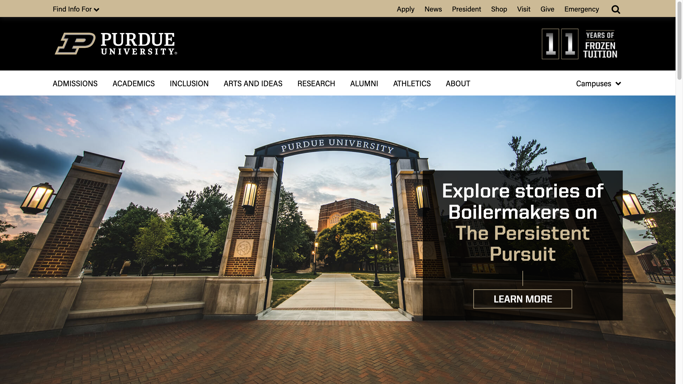 Find Info For
Apply News President Shop Visit Give Emergency
PURDUE
UNIVERSITY®
11
YEARS OF
FROZEN
TUITION
ADMISSIONS ACADEMICS INCLUSION ARTS AND IDEAS RESEARCH ALUMNI ATHLETICS ABOUT
Campuses
PURDUE UNIVERSITY
Explore stories of
Boilermakers on
The Persistent
Pursuit
LEARN MORE